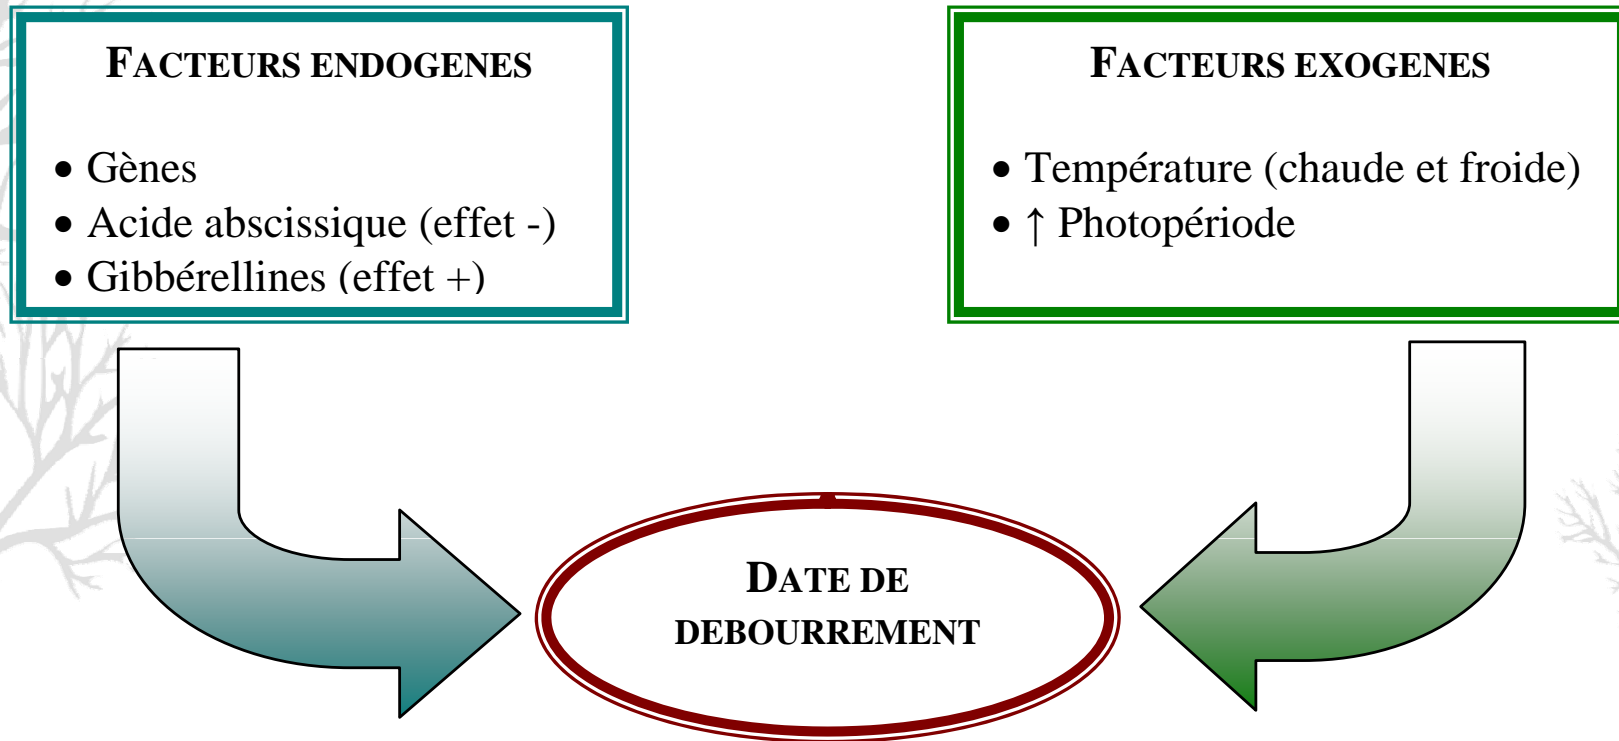 FACTEURS ENDOGENES
• Gènes
• Acide abscissique (effet -)
• Gibbérellines (effet +)
FACTEURS EXOGENES
• Température (chaude et froide)
• ↑ Photopériode
DATE DE
DEBOURREMENT